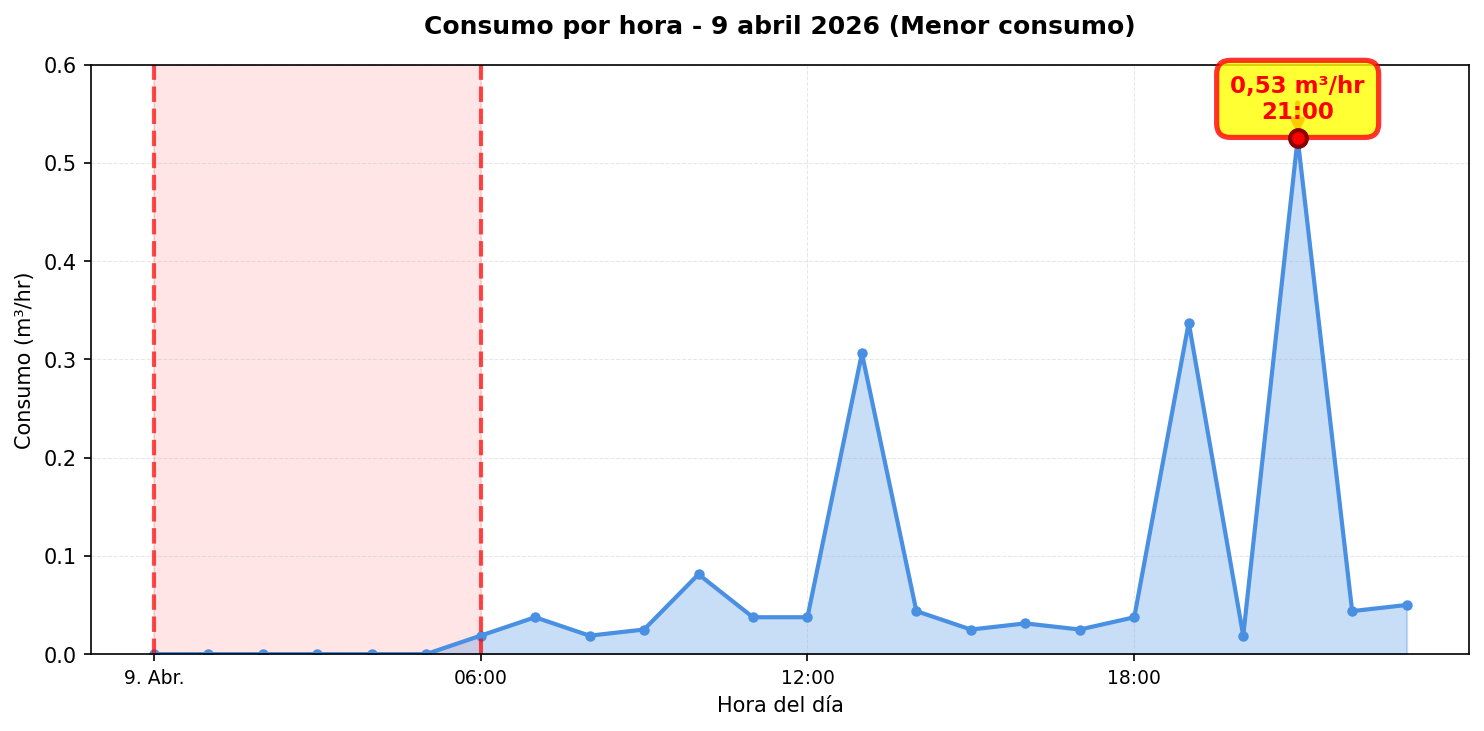 Consumo por hora - 9 abril 2026 (Menor consumo)
0,53 m³/hr
21:00
Consumo (m³/hr)
0.6
0.5
0.4
0.3
0.2
0.1
0.0
9. Abr.
06:00
12:00
18:00
Hora del día